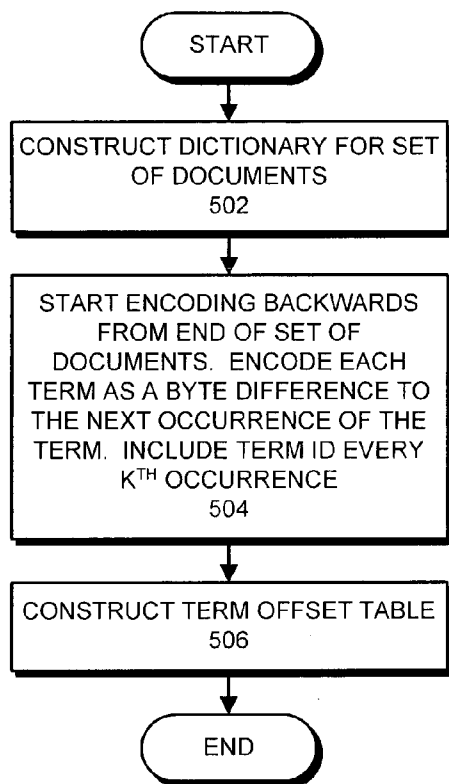 START
CONSTRUCT DICTIONARY FOR SET
OF DOCUMENTS
502
START ENCODING BACKWARDS
FROM END OF SET OF
DOCUMENTS. ENCODE EACH
TERM AS A BYTE DIFFERENCE TO
THE NEXT OCCURRENCE OF THE
TERM. INCLUDE TERM ID EVERY
KTH OCCURRENCE
504
CONSTRUCT TERM OFFSET TABLE
506
END